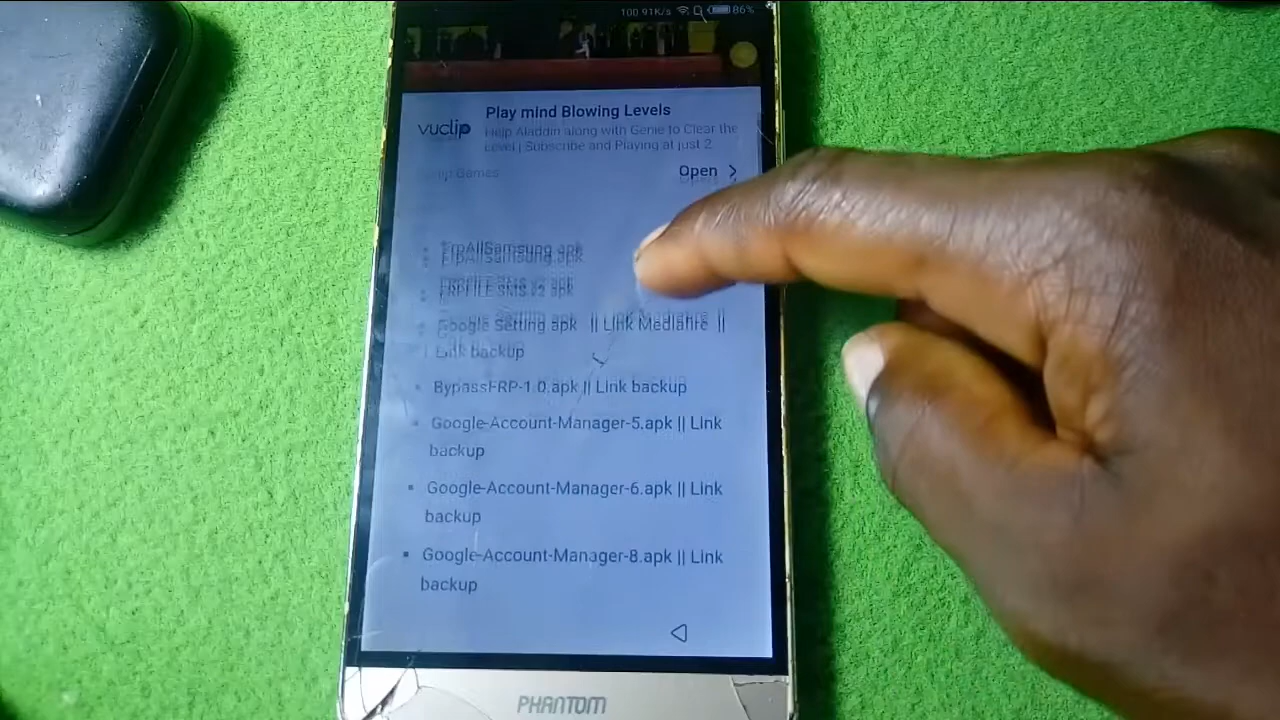 86%
Play mind Blowing Levels
vuclip
Help Aladdin along with Genie to Clear the
Level | Subscribe and Playing at just 2.
Games
Open
FrpAllSamsung.apk
FRPFILE SMS.v2 apk
Google Setting apk || Link Mediafire ||
Link backup
BypassFRP-1.0.apk || Link backup
Google-Account-Manager-5.apk || Link
backup
Google-Account-Manager-6.apk || Link
backup
Google-Account-Manager-8.apk || Link
backup
PHANTOM